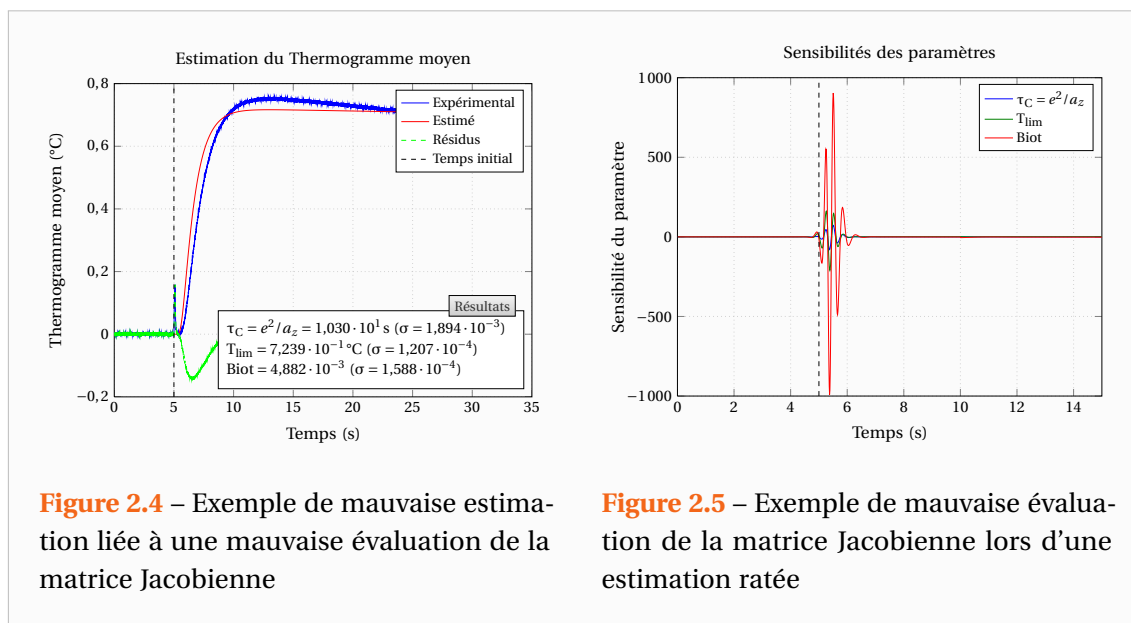 Estimation du Thermogramme moyen
0,8
0,6
0,4
0,2
0
−0,2
Thermogramme moyen (°C)
Expérimental
Estimé
Résidus
Temps initial
Résultats
τC = e²/az = 1,030 · 10¹ s (σ = 1,894 · 10⁻³)
Tlim = 7,239 · 10⁻¹ °C (σ = 1,207 · 10⁻⁴)
Biot = 4,882 · 10⁻³ (σ = 1,588 · 10⁻⁴)
0 5 10 15 20 25 30 35
Temps (s)
Figure 2.4 – Exemple de mauvaise estima-
tion liée à une mauvaise évaluation de la
matrice Jacobienne
Sensibilités des paramètres
1 000
500
0
−500
−1 000
Sensibilité du paramètre
τC = e²/az
Tlim
Biot
0 2 4 6 8 10 12 14
Temps (s)
Figure 2.5 – Exemple de mauvaise évalua-
tion de la matrice Jacobienne lors d'une
estimation ratée